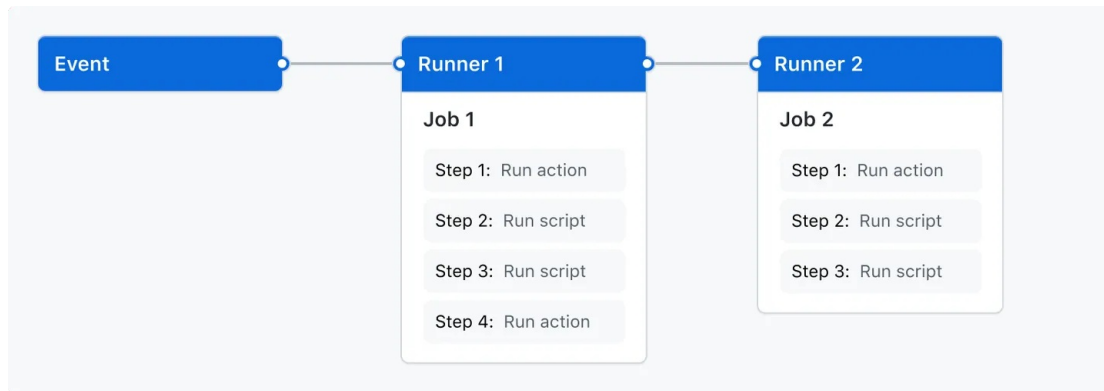 Event
Runner 1
Job 1
Step 1: Run action
Step 2: Run script
Step 3: Run script
Step 4: Run action
Runner 2
Job 2
Step 1: Run action
Step 2: Run script
Step 3: Run script